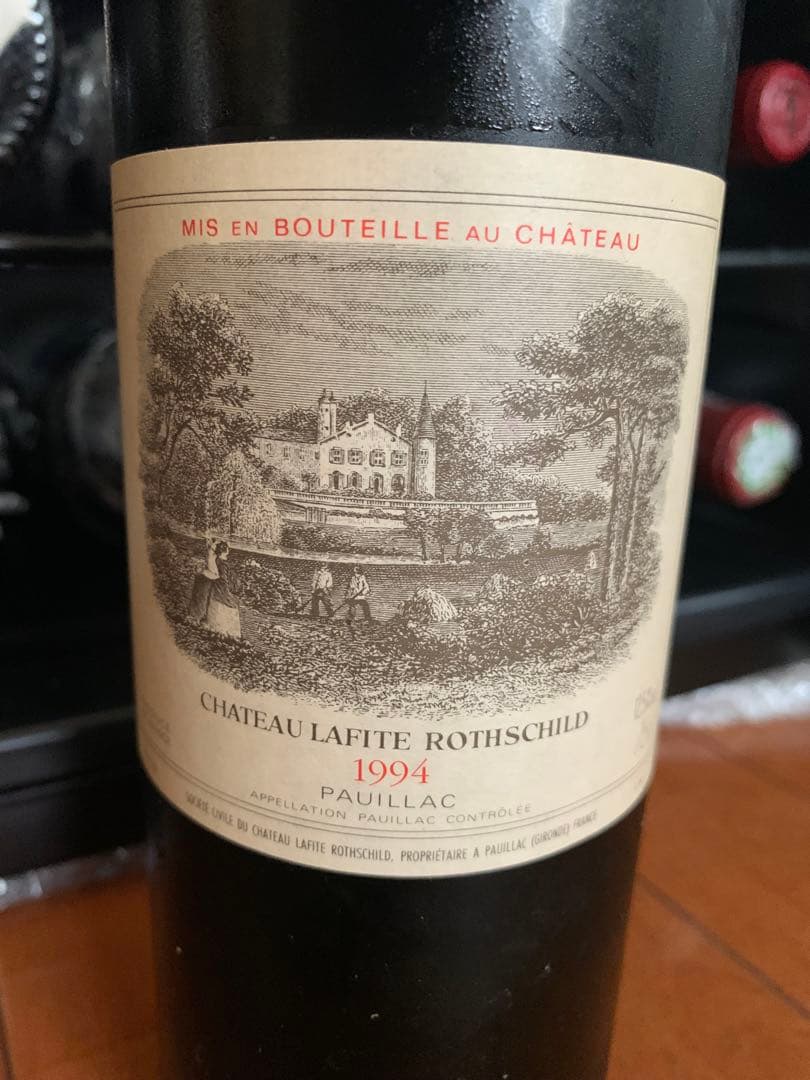 MIS EN BOUTEILLE AU CHÂTEAU
CHATEAU LAFITE ROTHSCHILD
1994
PAUILLAC
APPELLATION PAUILLAC CONTRÔLÉE
SOCIÉTÉ CIVILE DU CHATEAU LAFITE ROTHSCHILD, PROPRIÉTAIRE A PAUILLAC (GIRONDE) FRANCE